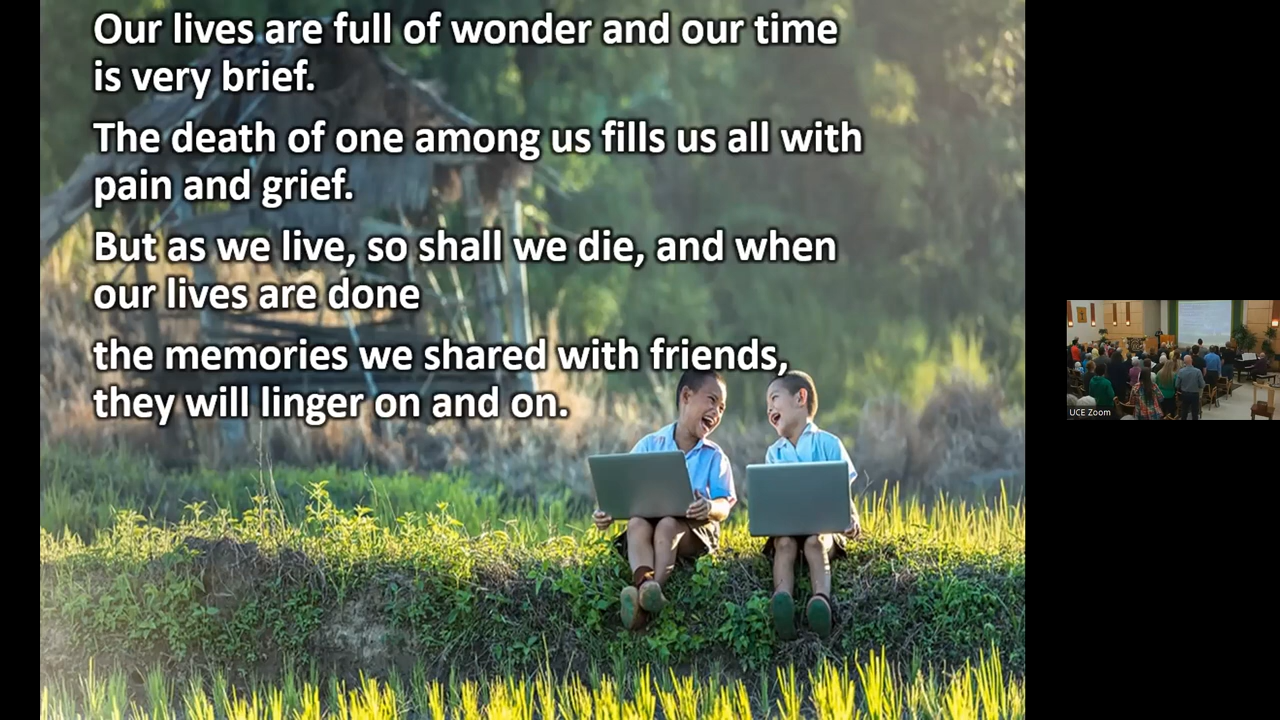 Our lives are full of wonder and our time
is very brief.
The death of one among us fills us all with
pain and grief.
But as we live, so shall we die, and when
our lives are done
the memories we shared with friends,
they will linger on and on.
UCE Zoom